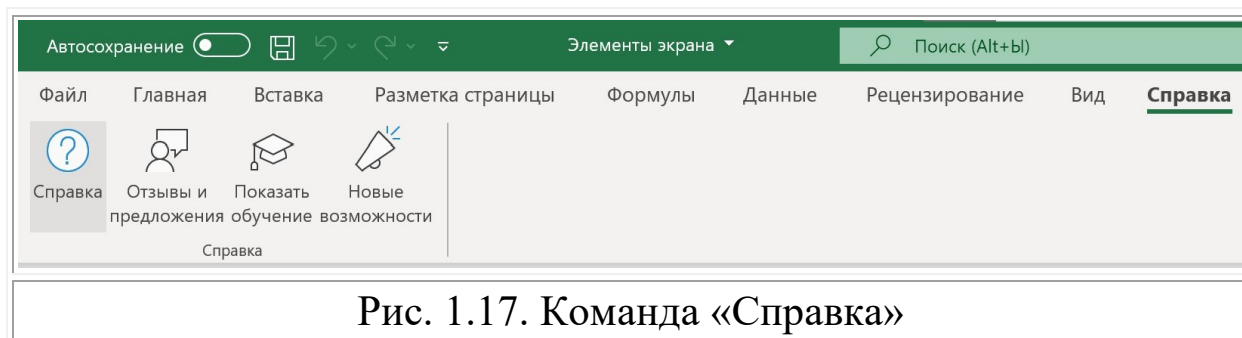 Автосохранение Элементы экрана Поиск (Alt+Ы)
Файл Главная Вставка Разметка страницы Формулы Данные Рецензирование Вид Справка
Справка Отзывы и Показать Новые
предложения обучение возможности
Справка
Рис. 1.17. Команда «Справка»